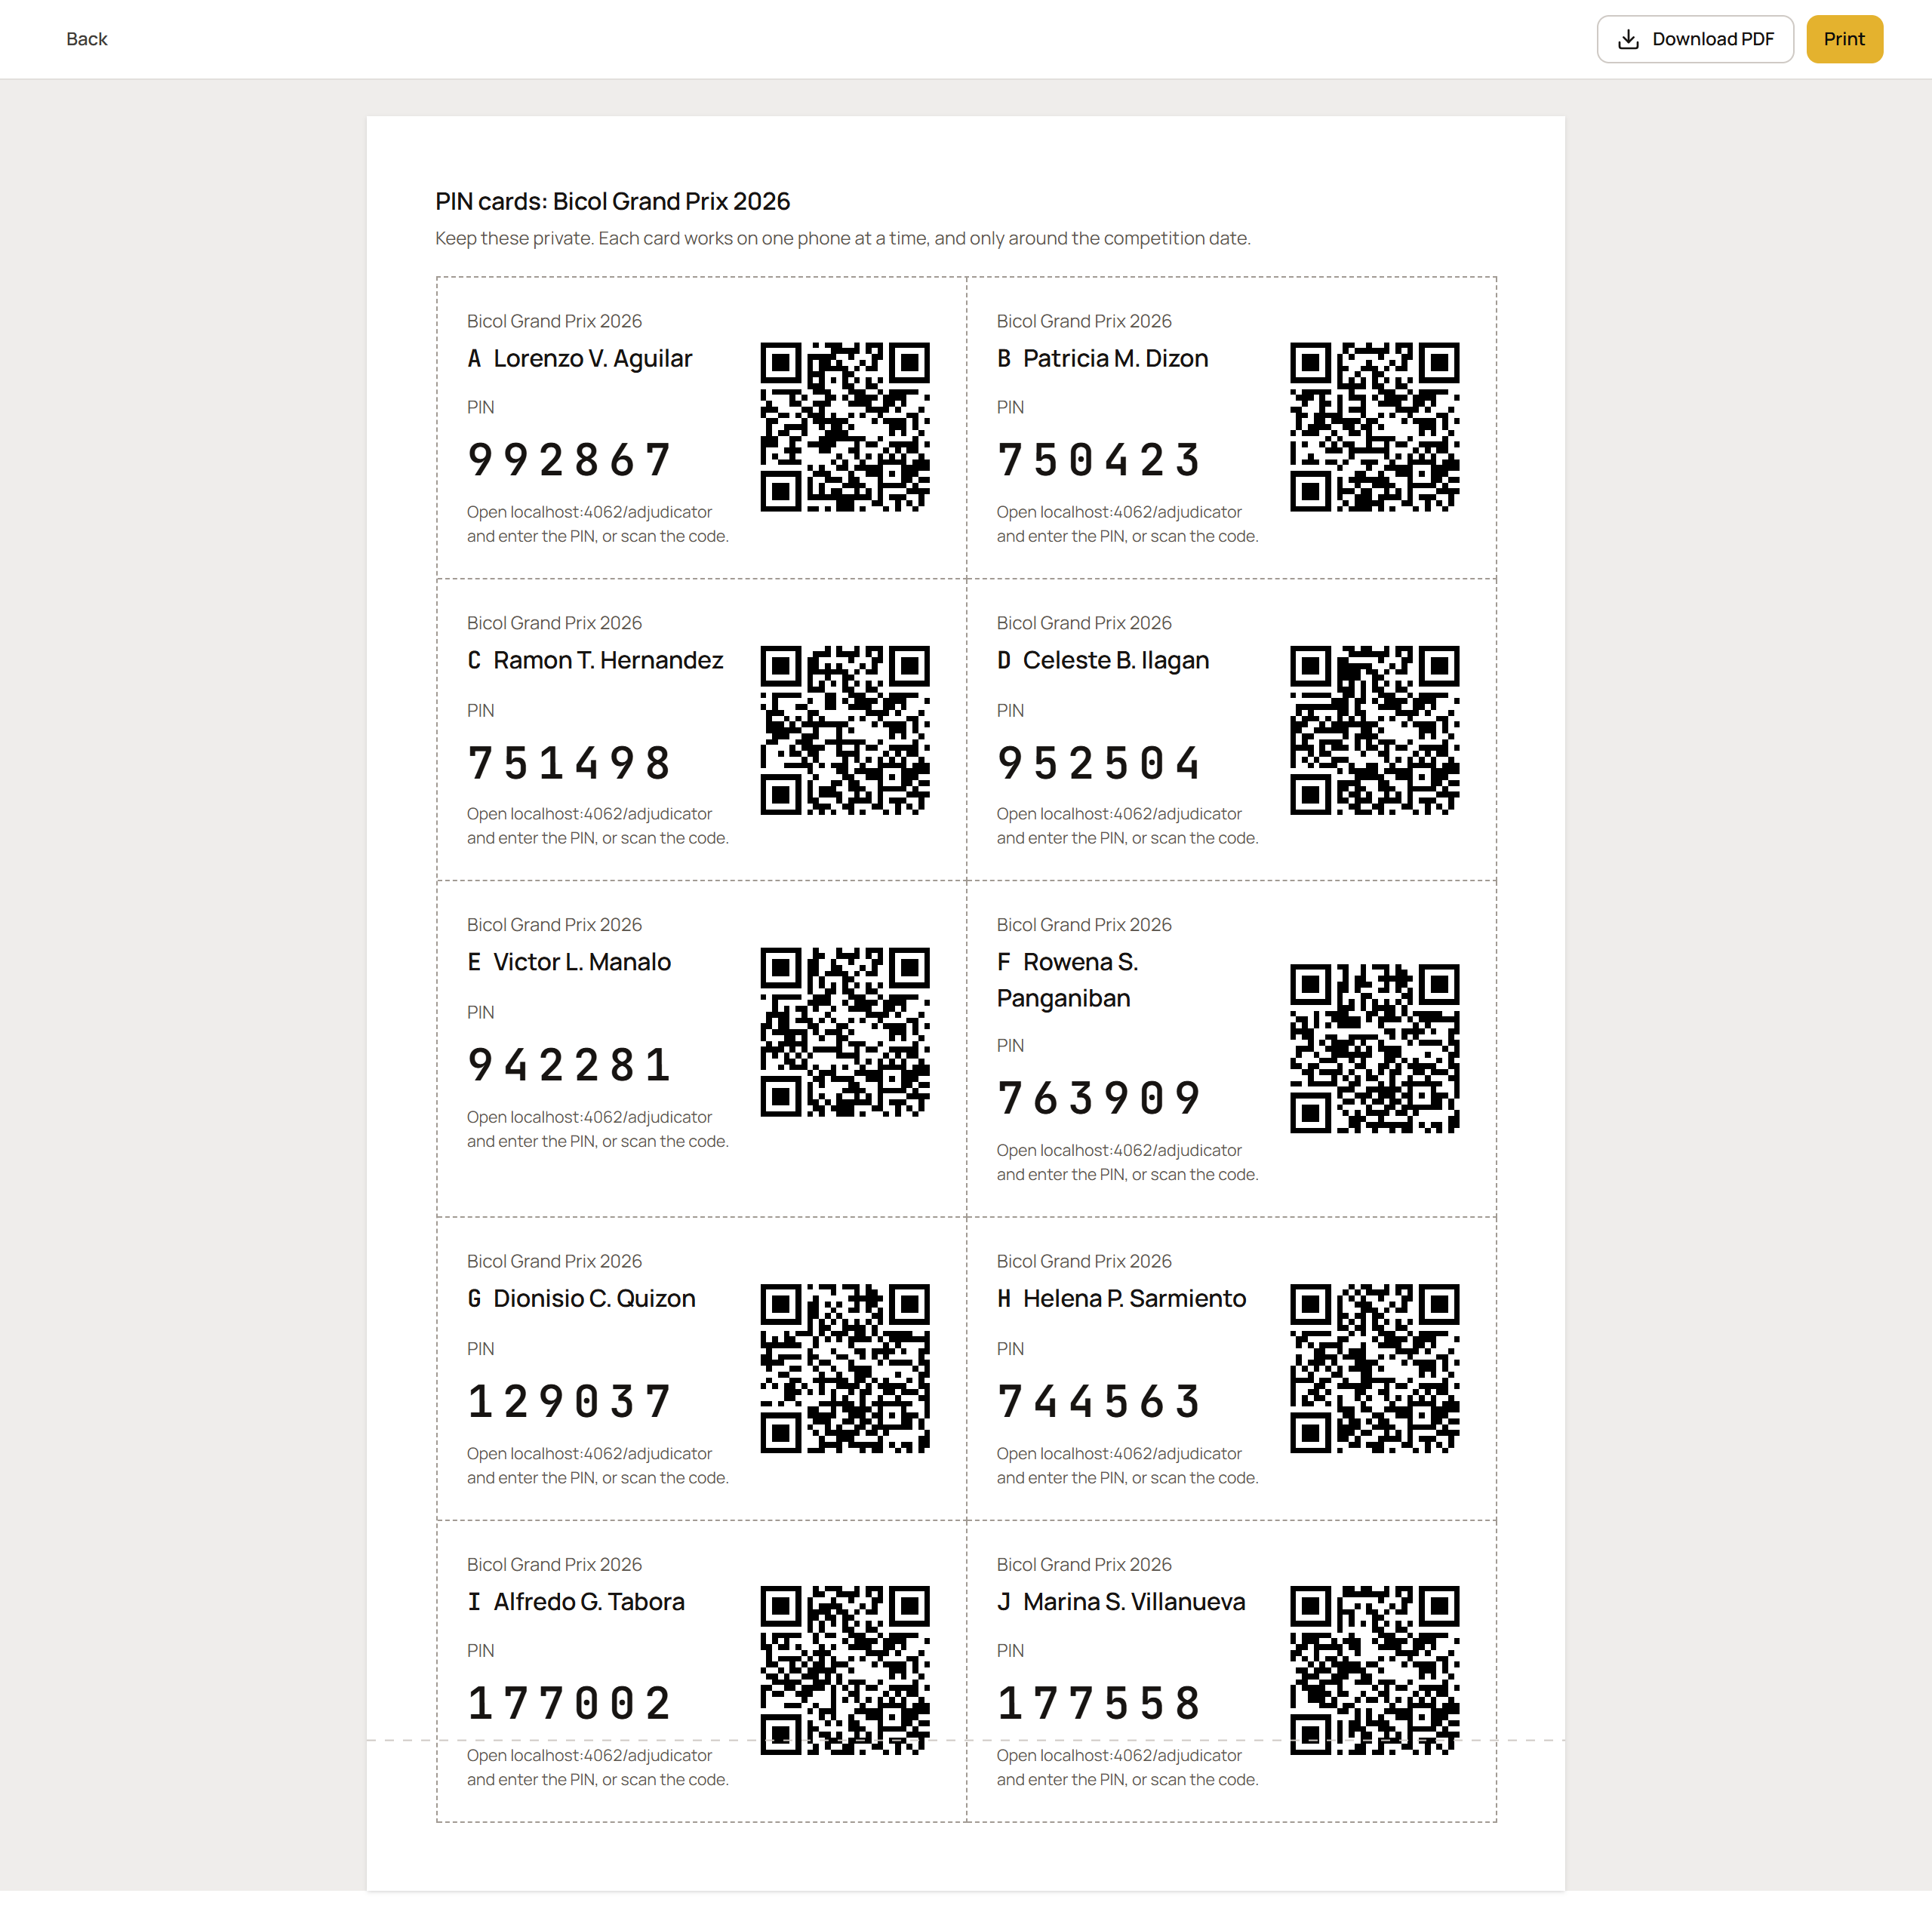 Back
Download PDF
Print
PIN cards: Bicol Grand Prix 2026
Keep these private. Each card works on one phone at a time, and only around the competition date.
Bicol Grand Prix 2026
A Lorenzo V. Aguilar
PIN
992867
Open localhost:4062/adjudicator
and enter the PIN, or scan the code.
Bicol Grand Prix 2026
B Patricia M. Dizon
PIN
750423
Open localhost:4062/adjudicator
and enter the PIN, or scan the code.
Bicol Grand Prix 2026
C Ramon T. Hernandez
PIN
751498
Open localhost:4062/adjudicator
and enter the PIN, or scan the code.
Bicol Grand Prix 2026
D Celeste B. Ilagan
PIN
952504
Open localhost:4062/adjudicator
and enter the PIN, or scan the code.
Bicol Grand Prix 2026
E Victor L. Manalo
PIN
942281
Open localhost:4062/adjudicator
and enter the PIN, or scan the code.
Bicol Grand Prix 2026
F Rowena S.
Panganiban
PIN
763909
Open localhost:4062/adjudicator
and enter the PIN, or scan the code.
Bicol Grand Prix 2026
G Dionisio C. Quizon
PIN
129037
Open localhost:4062/adjudicator
and enter the PIN, or scan the code.
Bicol Grand Prix 2026
H Helena P. Sarmiento
PIN
744563
Open localhost:4062/adjudicator
and enter the PIN, or scan the code.
Bicol Grand Prix 2026
I Alfredo G. Tabora
PIN
177002
Open localhost:4062/adjudicator
and enter the PIN, or scan the code.
Bicol Grand Prix 2026
J Marina S. Villanueva
PIN
177558
Open localhost:4062/adjudicator
and enter the PIN, or scan the code.